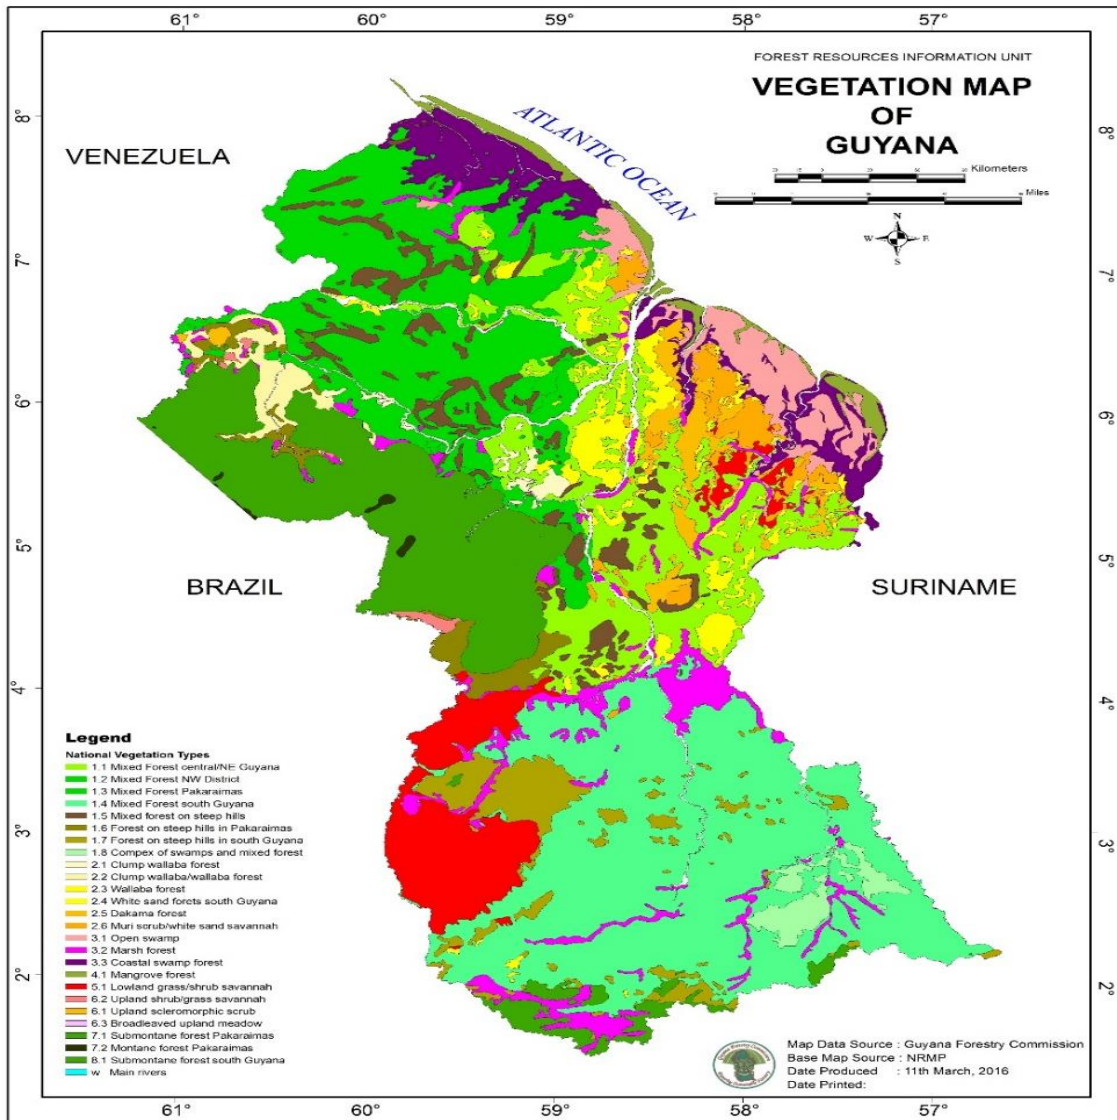 61° 60° 59° 58° 57°
FOREST RESOURCES INFORMATION UNIT
VEGETATION MAP
OF
GUYANA
Kilometers
Miles
N
W E
S
8° 8°
VENEZUELA
ATLANTIC OCEAN
7° 7°
6° 6°
5° 5°
BRAZIL
SURINAME
4° 4°
3° 3°
2° 2°
Legend
National Vegetation Types
1.1 Mixed Forest central/NE Guyana
1.2 Mixed Forest NW District
1.3 Mixed Forest Pakaraimas
1.4 Mixed Forest south Guyana
1.5 Mixed forest on steep hills
1.6 Forest on steep hills in Pakaraimas
1.7 Forest on steep hills in south Guyana
1.8 Compex of swamps and mixed forest
2.1 Clump wallaba forest
2.2 Clump wallaba/wallaba forest
2.3 Wallaba forest
2.4 White sand forets south Guyana
2.5 Dakama forest
2.6 Muri scrub/white sand savannah
3.1 Open swamp
3.2 Marsh forest
3.3 Coastal swamp forest
4.1 Mangrove forest
5.1 Lowland grass/shrub savannah
6.2 Upland shrub/grass savannah
6.1 Upland scleromorphic scrub
6.3 Broadleaved upland meadow
7.1 Submontane forest Pakaraimas
7.2 Montane forest Pakaraimas
8.1 Submontane forest south Guyana
w Main rivers
Map Data Source : Guyana Forestry Commission
Base Map Source : NRMP
Date Produced : 11th March, 2016
Date Printed:
61° 60° 59° 58° 57°